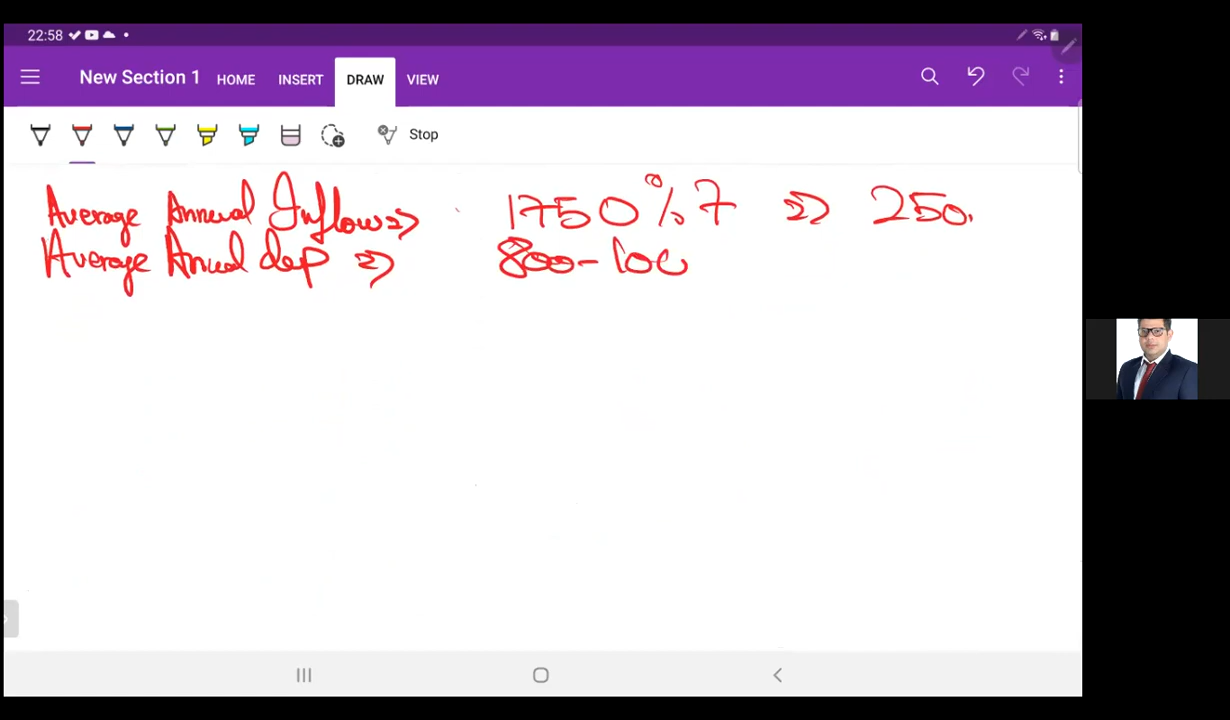 22:58
New Section 1 HOME INSERT DRAW VIEW
Stop
Average Annual Inflow => 1750 % 7 => 250.
Average Annual dep => 800-100